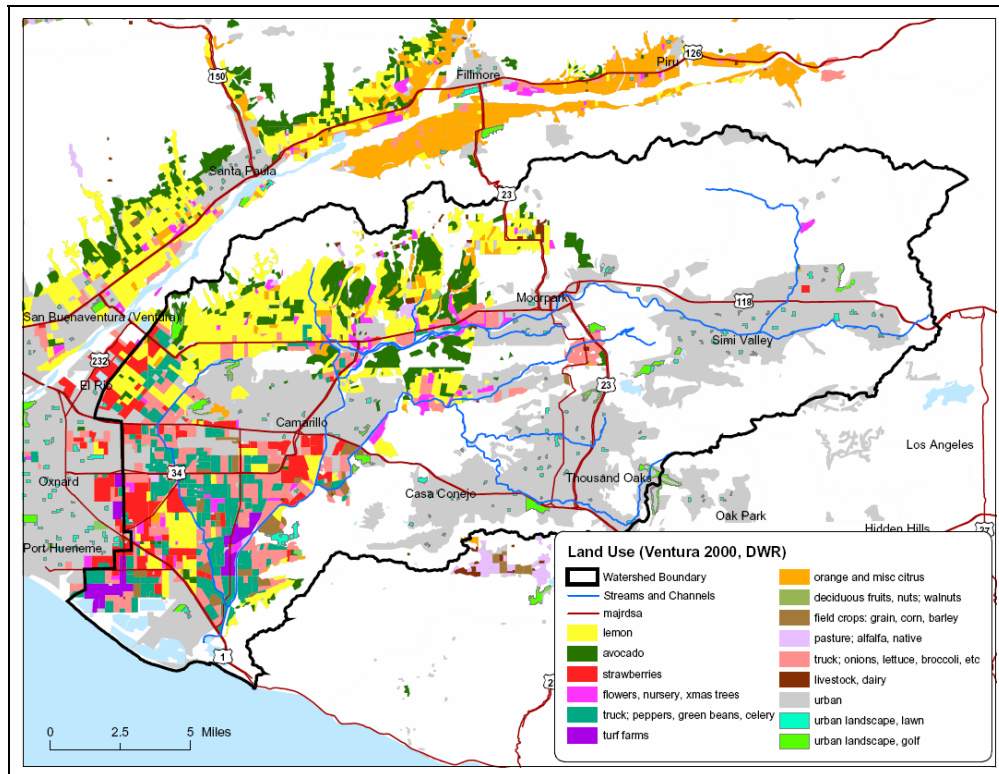 126
150
Piru
Fillmore
Santa Paula
23
Moorpark
118
San Buenaventura (Ventura)
Simi Valley
232
El Rio
23
Camarillo
Los Angeles
34
Oxnard
Thousand Oaks
Casa Conejo
Oak Park
Hidden Hills
Port Hueneme
1
0 2.5 5 Miles
Land Use (Ventura 2000, DWR)
Watershed Boundary
Streams and Channels
majrdsa
lemon
avocado
strawberries
flowers, nursery, xmas trees
truck; peppers, green beans, celery
turf farms
orange and misc citrus
deciduous fruits, nuts; walnuts
field crops: grain, corn, barley
pasture; alfalfa, native
truck; onions, lettuce, broccoli, etc
livestock, dairy
urban
urban landscape, lawn
urban landscape, golf